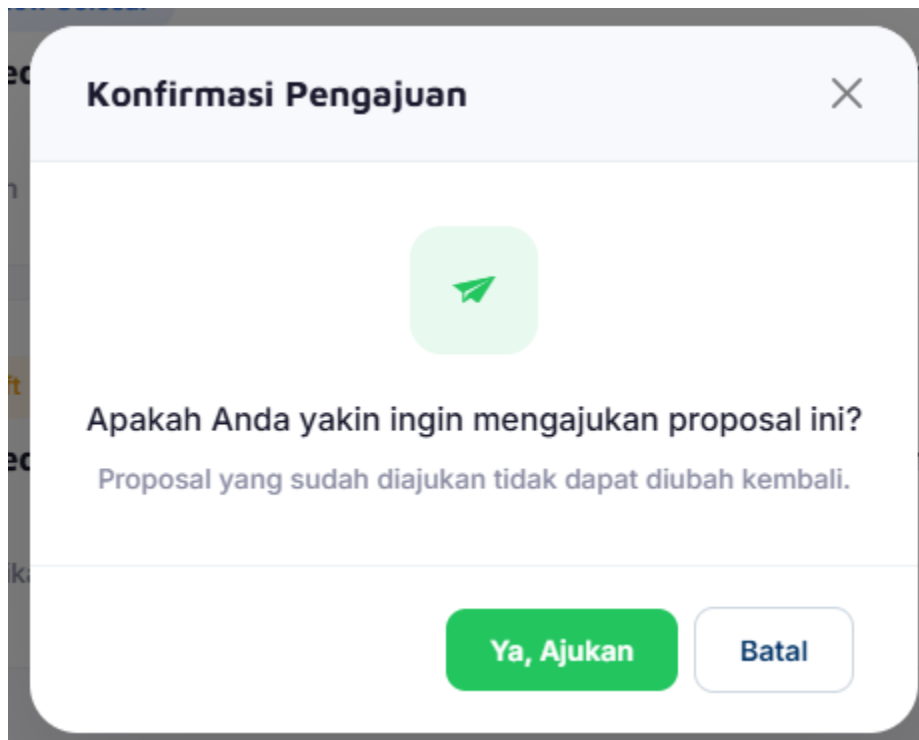 Konfirmasi Pengajuan
Apakah Anda yakin ingin mengajukan proposal ini?
Proposal yang sudah diajukan tidak dapat diubah kembali.
Ya, Ajukan
Batal